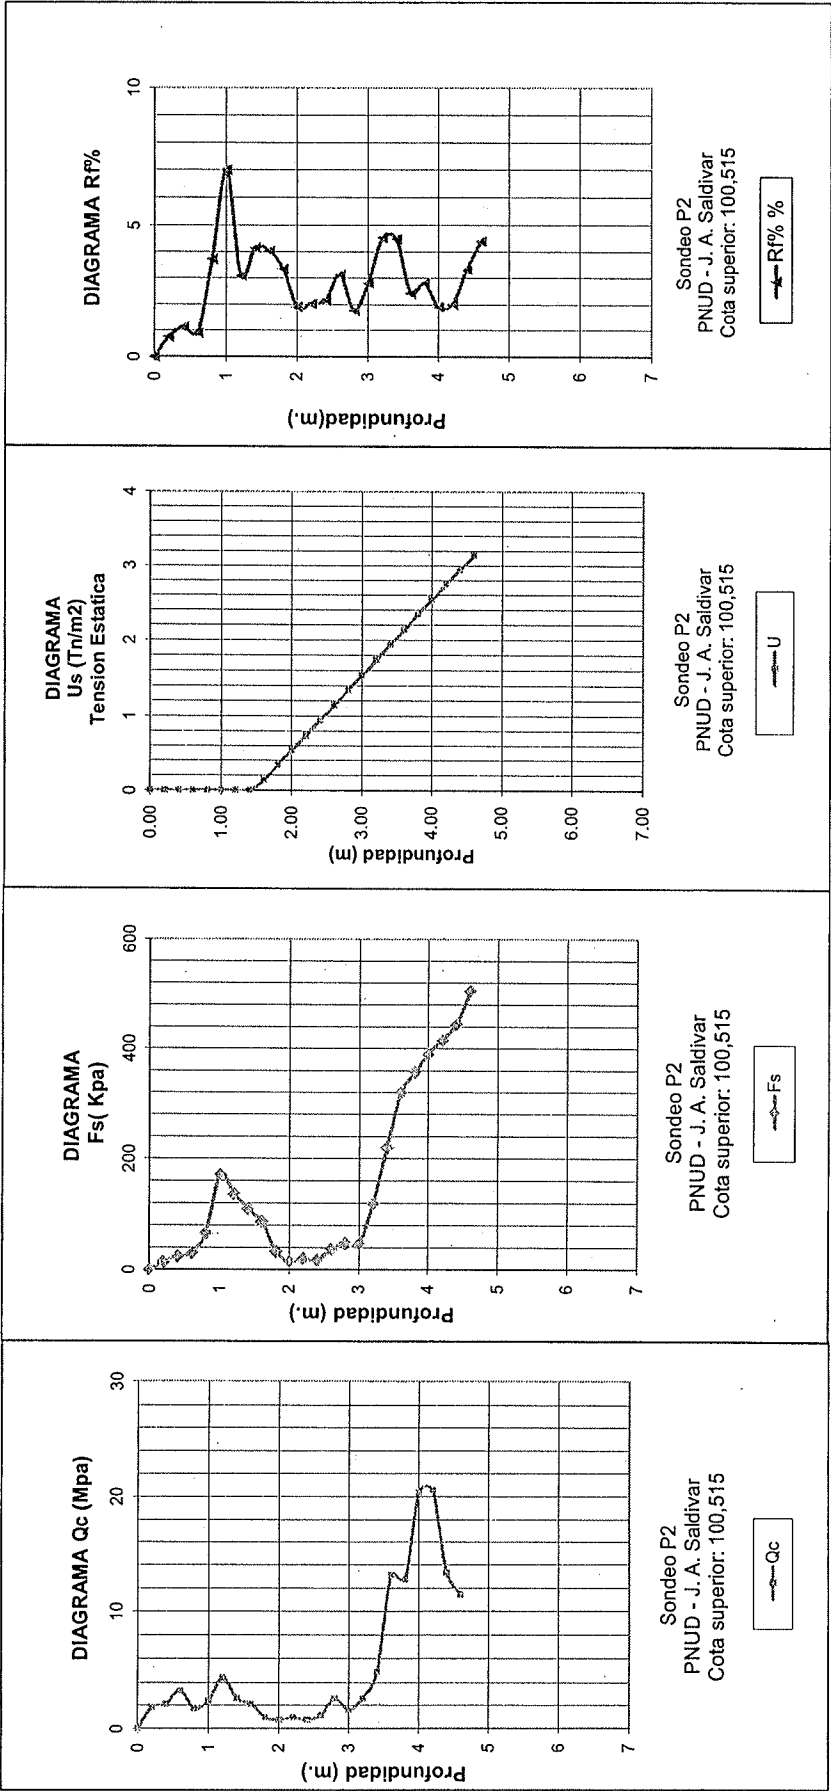 DIAGRAMA Qc (Mpa)
0
10
20
30
0
1
2
3
4
5
6
7
Profundidad (m.)
Sondeo P2
PNUD - J. A. Saldivar
Cota superior: 100,515
Qc
DIAGRAMA
Fs( Kpa)
0
200
400
600
0
1
2
3
4
5
6
7
Profundidad (m.)
Sondeo P2
PNUD - J. A. Saldivar
Cota superior: 100,515
Fs
DIAGRAMA
Us (Tn/m2)
Tension Estatica
0
1
2
3
4
0.00
1.00
2.00
3.00
4.00
5.00
6.00
7.00
Profundidad (m)
Sondeo P2
PNUD - J. A. Saldivar
Cota superior: 100,515
U
DIAGRAMA Rf%
0
5
10
0
1
2
3
4
5
6
7
Profundidad(m.)
Sondeo P2
PNUD - J. A. Saldivar
Cota superior: 100,515
Rf% %